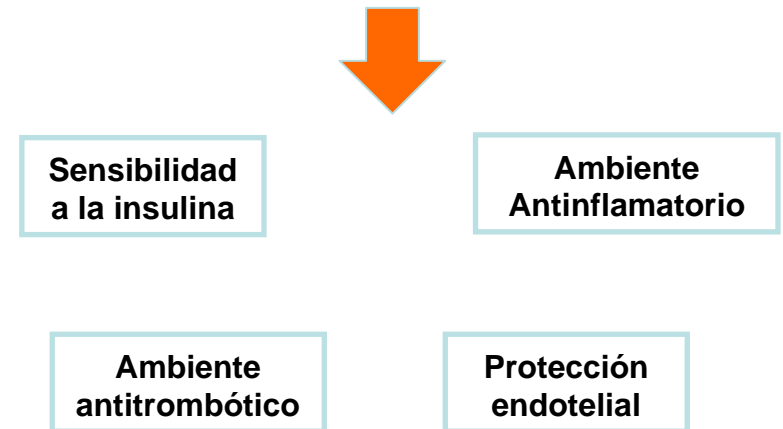 Sensibilidad
a la insulina
Ambiente
Antinflamatorio
Ambiente
antitrombótico
Protección
endotelial